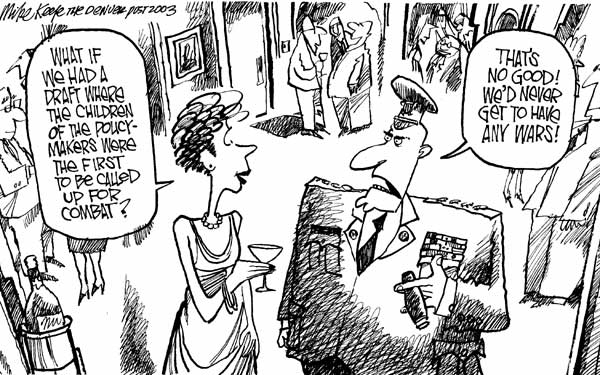 Mike Keefe THE DENVER POST 2003
WHAT IF
WE HAD A
DRAFT WHERE
THE CHILDREN
OF THE POLICY-
MAKERS WERE
THE FIRST
TO BE CALLED
UP FOR
COMBAT?
THAT'S
NO GOOD!
WE'D NEVER
GET TO HAVE
ANY WARS!